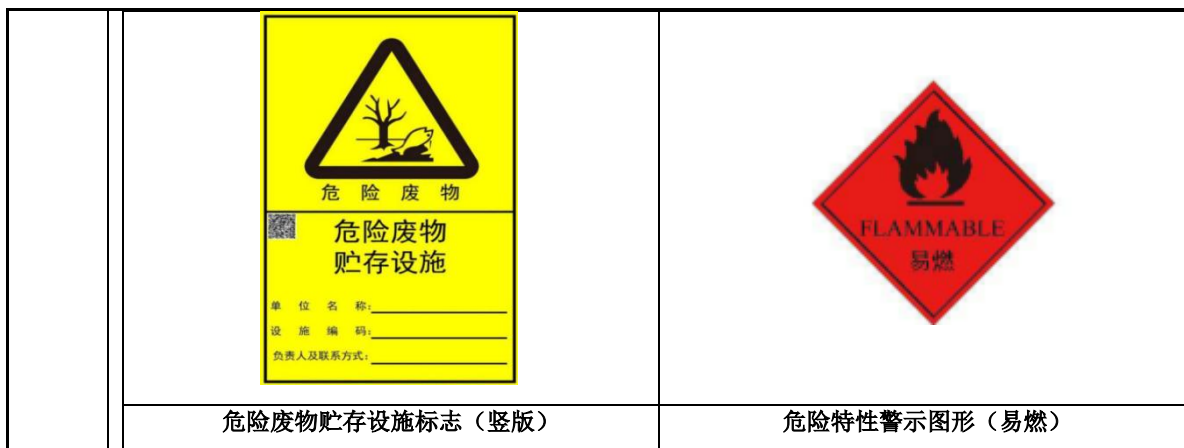 危险废物
危险废物
贮存设施
单位名称：
设施编码：
负责人及联系方式：
FLAMMABLE
易燃
危险废物贮存设施标志（竖版）
危险特性警示图形（易燃）